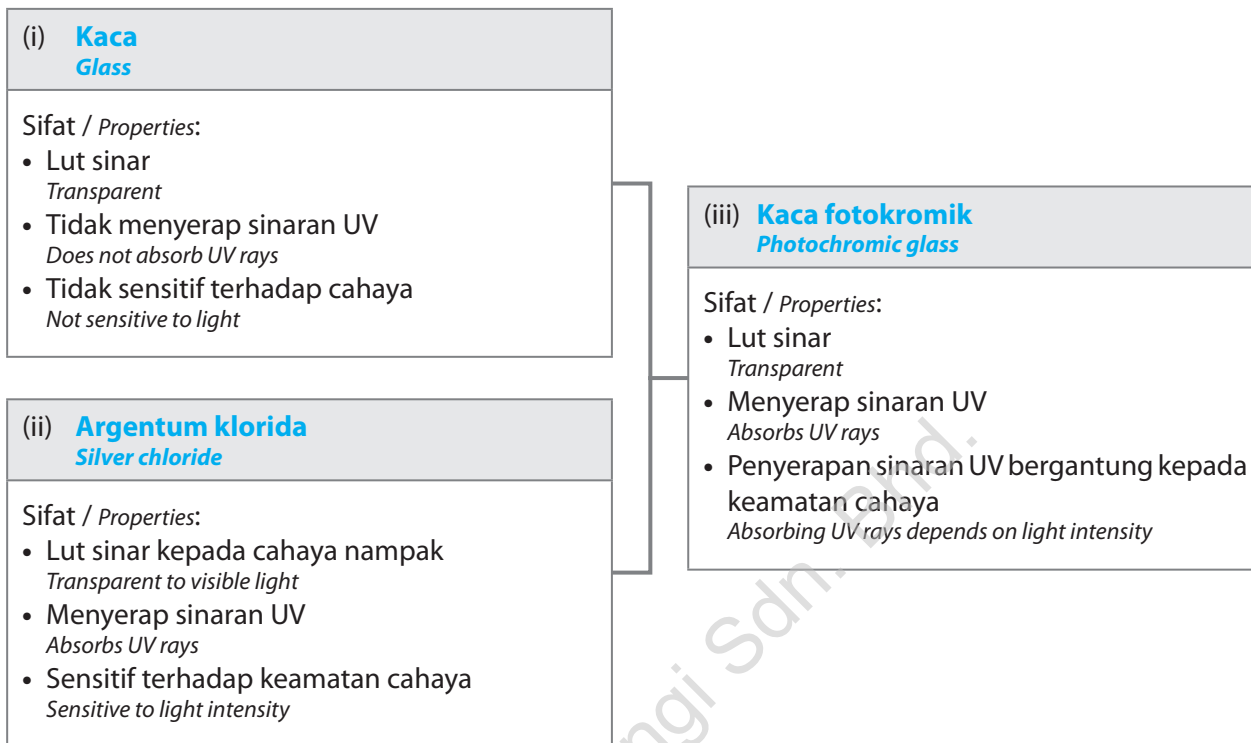 (i) Kaca
Glass
Sifat / Properties:
• Lut sinar
Transparent
• Tidak menyerap sinaran UV
Does not absorb UV rays
• Tidak sensitif terhadap cahaya
Not sensitive to light
(ii) Argentum klorida
Silver chloride
Sifat / Properties:
• Lut sinar kepada cahaya nampak
Transparent to visible light
• Menyerap sinaran UV
Absorbs UV rays
• Sensitif terhadap keamatan cahaya
Sensitive to light intensity
(iii) Kaca fotokromik
Photochromic glass
Sifat / Properties:
• Lut sinar
Transparent
• Menyerap sinaran UV
Absorbs UV rays
• Penyerapan sinaran UV bergantung kepada
keamatan cahaya
Absorbing UV rays depends on light intensity
ngi Sdn. Bhd.